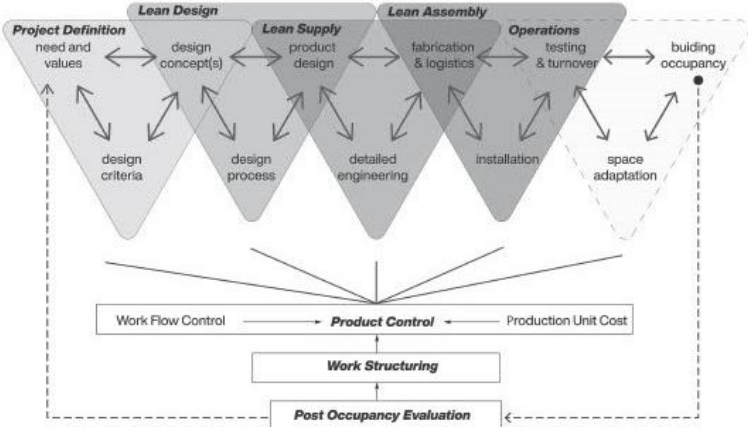 Lean Design
Lean Assembly
Project Definition
Lean Supply
Operations
need and
values
design
concept(s)
product
design
fabrication
& logistics
testing
& turnover
buiding
occupancy
design
criteria
design
process
detailed
engineering
installation
space
adaptation
Work Flow Control
Product Control
Production Unit Cost
Work Structuring
Post Occupancy Evaluation